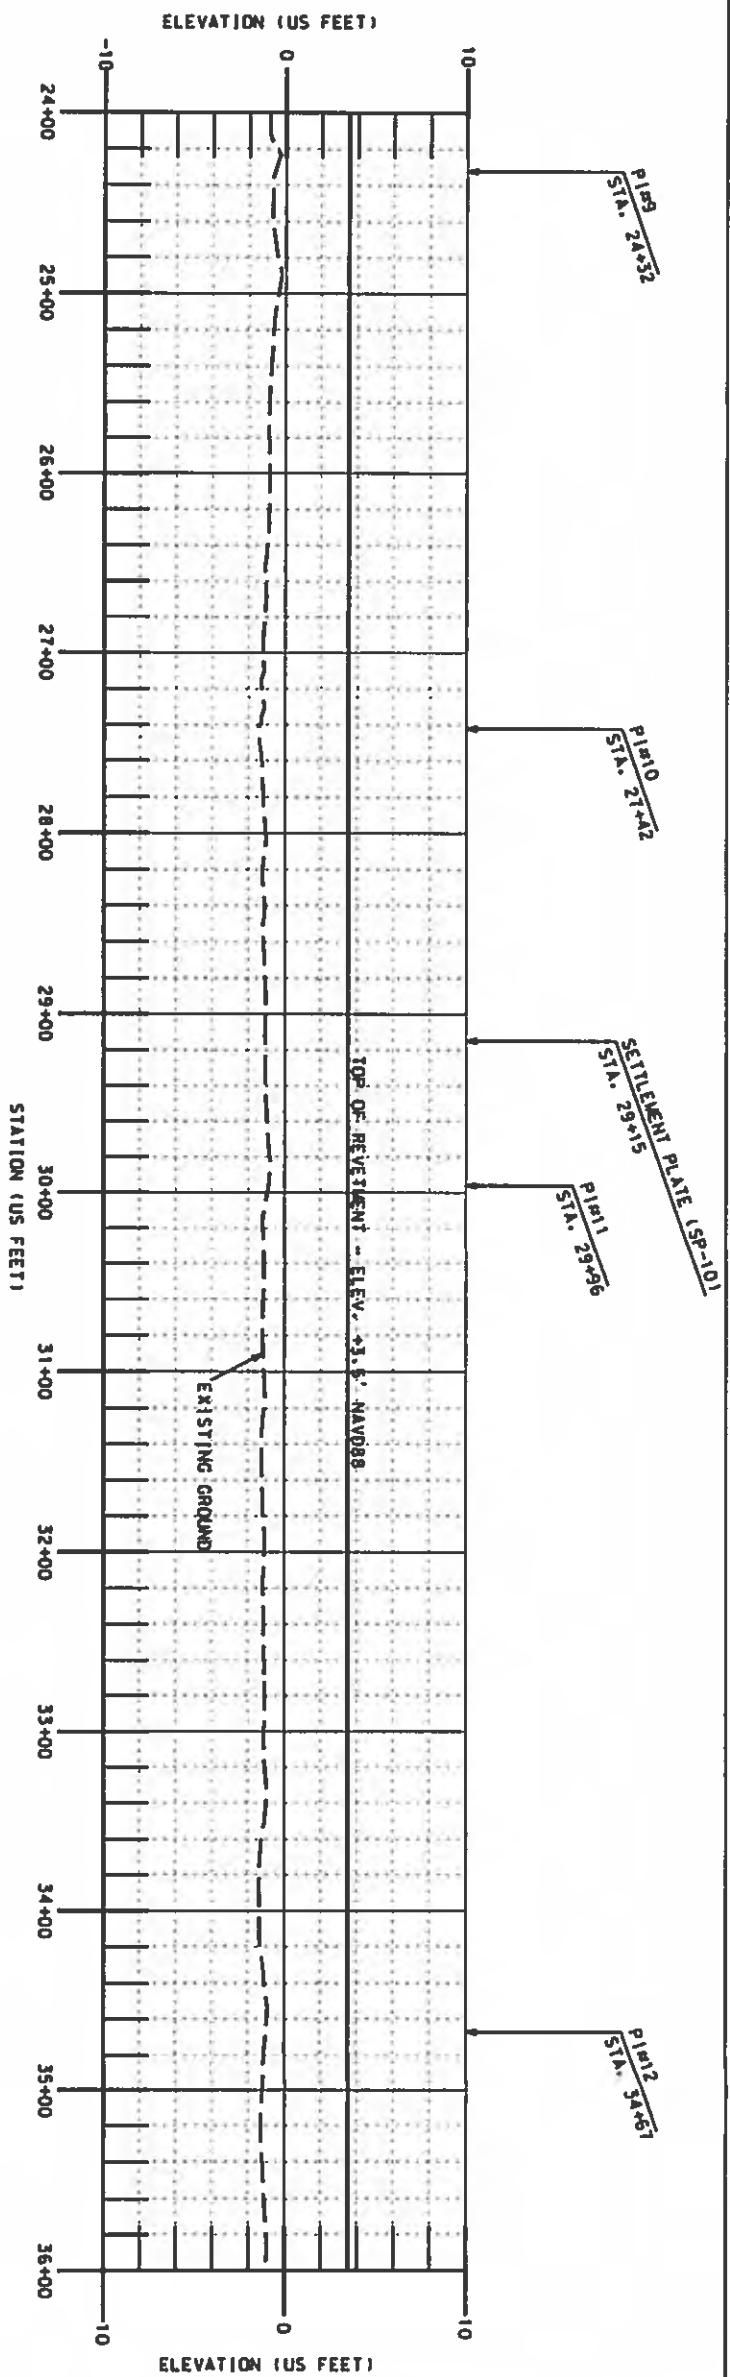 PI#9
STA. 24+32
PI#10
STA. 27+42
SETTLEMENT PLATE (SP-10)
STA. 29+15
PI#11
STA. 29+96
PI#12
STA. 34+67
ELEVATION (US FEET)
10
0
-10
TOP OF REVETMENT - ELEV. +3.5' NAVD88
EXISTING GROUND
10
0
10
ELEVATION (US FEET)
24+00
25+00
26+00
27+00
28+00
29+00
30+00
31+00
32+00
33+00
34+00
35+00
36+00
STATION (US FEET)